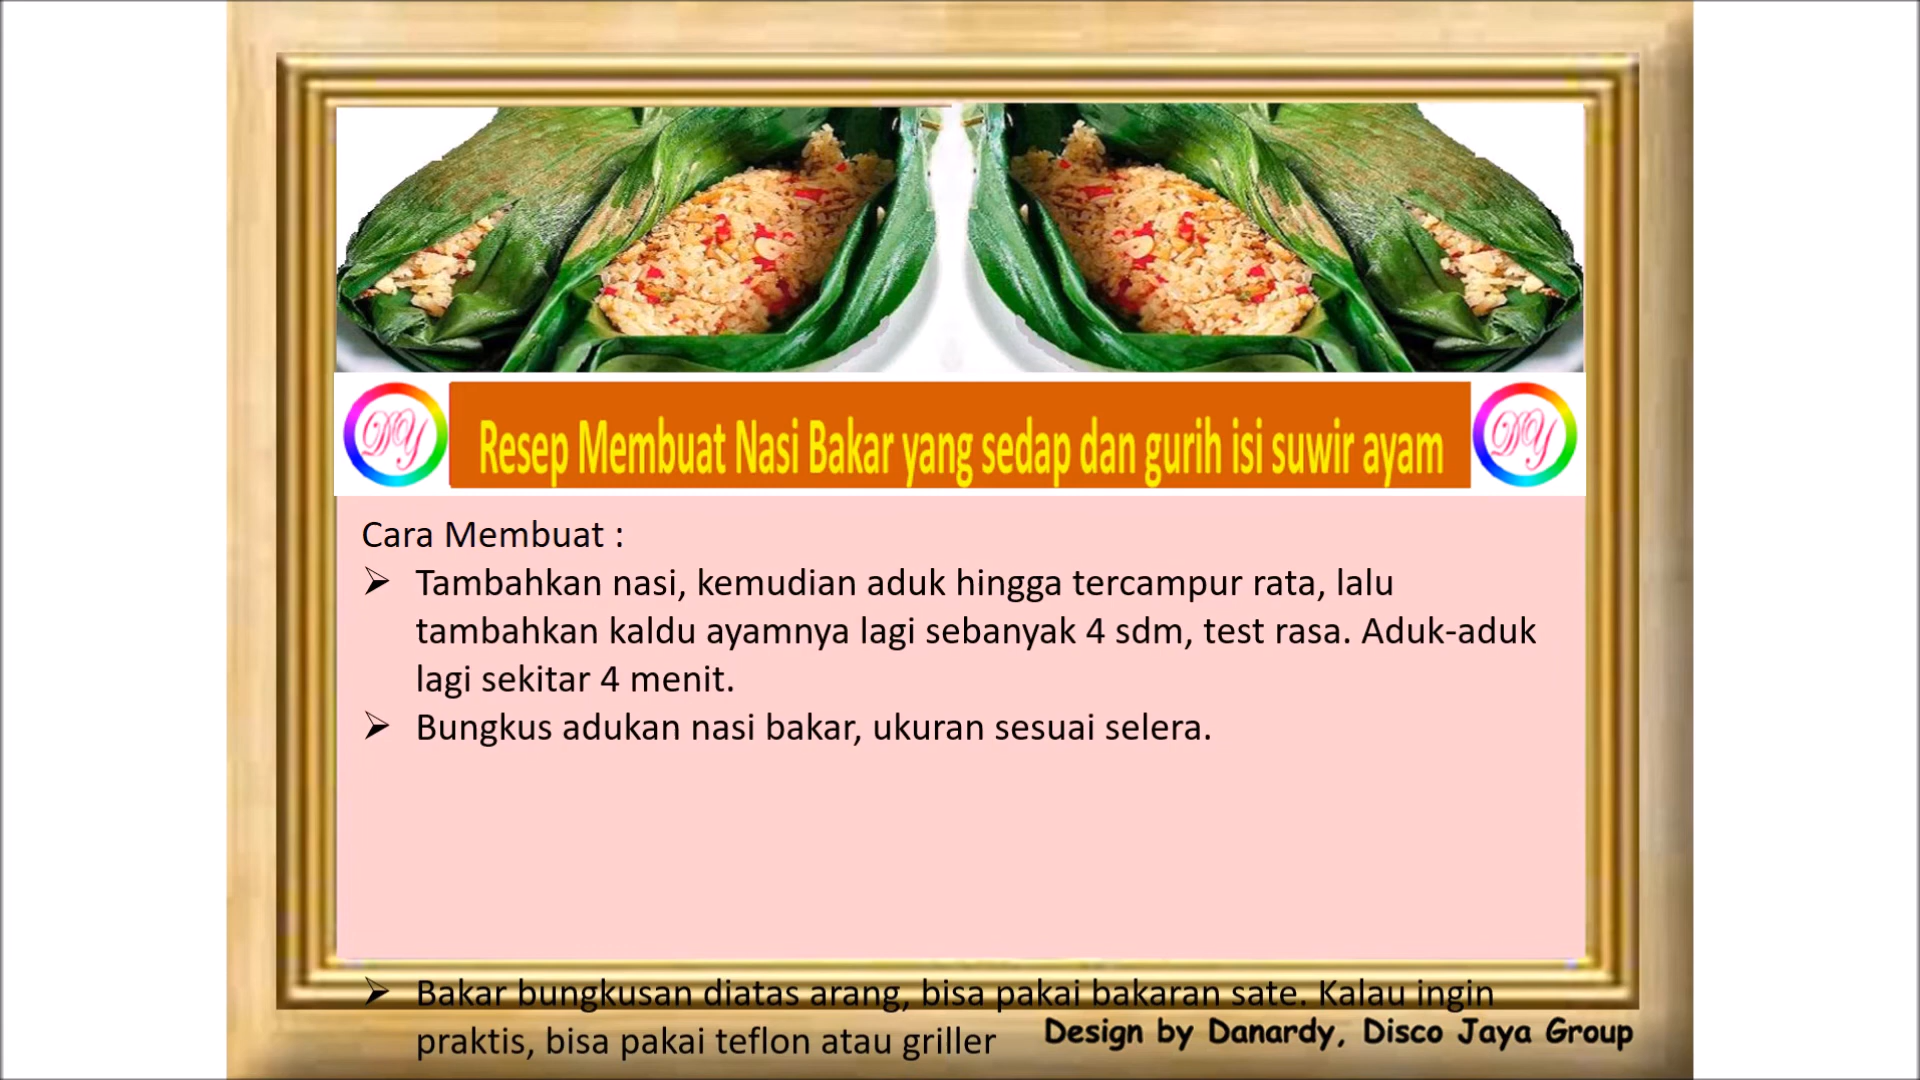 DY
Resep Membuat Nasi Bakar yang sedap dan gurih isi suwir ayam
DY
Cara Membuat :
➢ Tambahkan nasi, kemudian aduk hingga tercampur rata, lalu
tambahkan kaldu ayamnya lagi sebanyak 4 sdm, test rasa. Aduk-aduk
lagi sekitar 4 menit.
➢ Bungkus adukan nasi bakar, ukuran sesuai selera.
➢ Bakar bungkusan diatas arang, bisa pakai bakaran sate. Kalau ingin
praktis, bisa pakai teflon atau griller
Design by Danardy, Disco Jaya Group